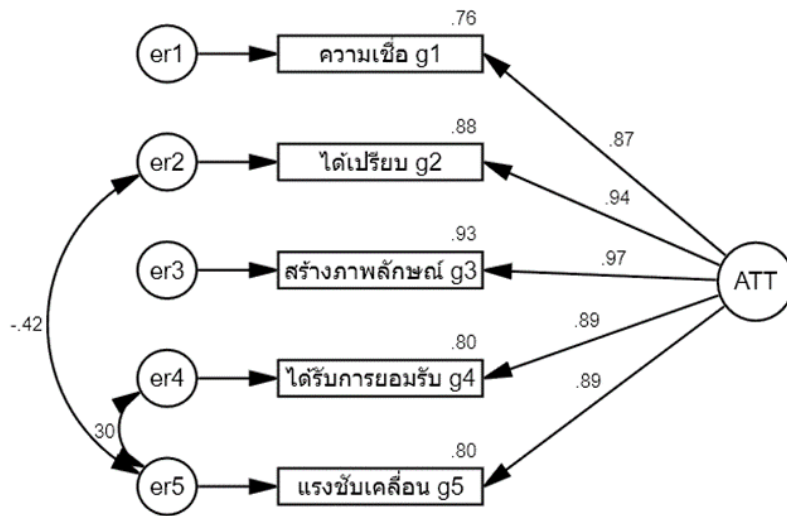 .76
er1
ความเชื่อ g1
.87
.88
er2
ได้เปรียบ g2
.94
.93
er3
สร้างภาพลักษณ์ g3
.97
ATT
-.42
.80
er4
ได้รับการยอมรับ g4
.89
30
.80
er5
แรงขับเคลื่อน g5
.89